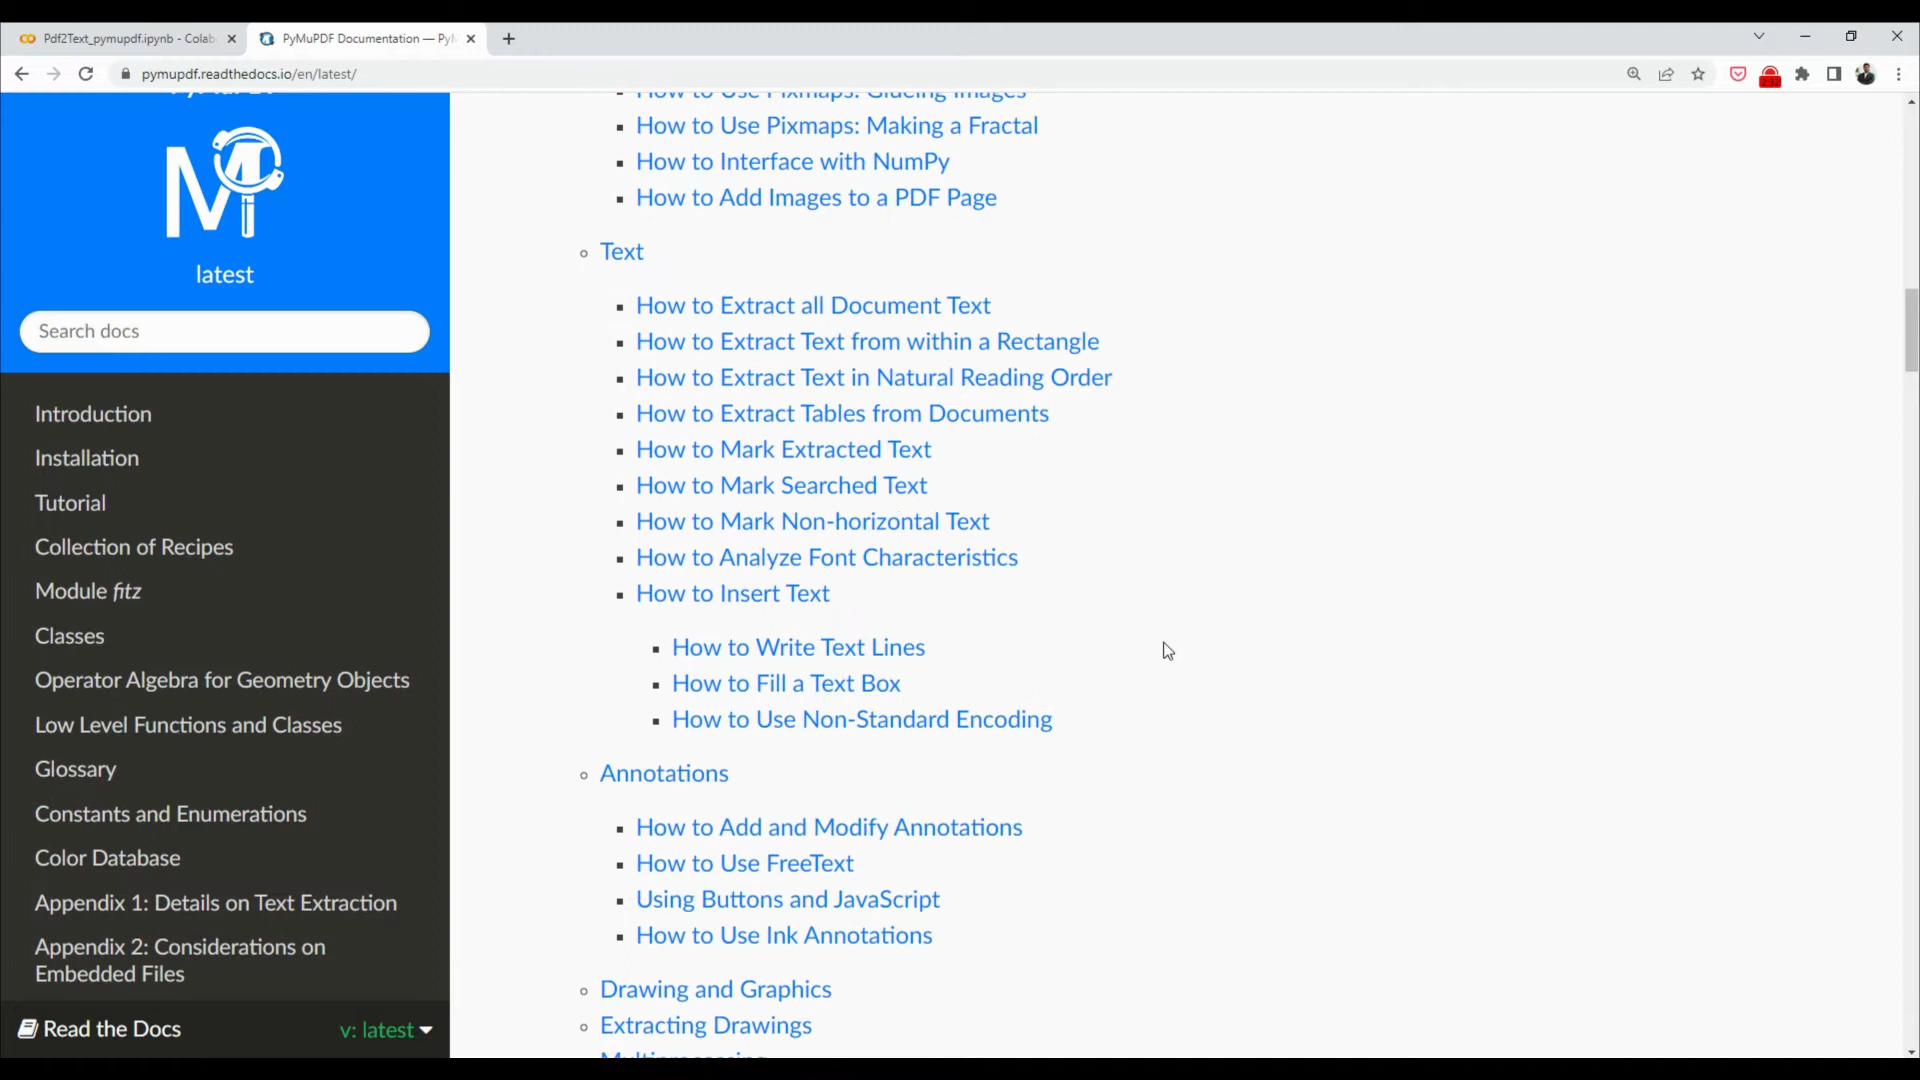 Pdf2Text_pymupdf.ipynb - Colab
PyMuPDF Documentation — PyM
pymupdf.readthedocs.io/en/latest/
latest
Search docs
Introduction
Installation
Tutorial
Collection of Recipes
Module fitz
Classes
Operator Algebra for Geometry Objects
Low Level Functions and Classes
Glossary
Constants and Enumerations
Color Database
Appendix 1: Details on Text Extraction
Appendix 2: Considerations on
Embedded Files
Read the Docs
v: latest
How to Use Pixmaps: Glueing Images
How to Use Pixmaps: Making a Fractal
How to Interface with NumPy
How to Add Images to a PDF Page
Text
How to Extract all Document Text
How to Extract Text from within a Rectangle
How to Extract Text in Natural Reading Order
How to Extract Tables from Documents
How to Mark Extracted Text
How to Mark Searched Text
How to Mark Non-horizontal Text
How to Analyze Font Characteristics
How to Insert Text
How to Write Text Lines
How to Fill a Text Box
How to Use Non-Standard Encoding
Annotations
How to Add and Modify Annotations
How to Use FreeText
Using Buttons and JavaScript
How to Use Ink Annotations
Drawing and Graphics
Extracting Drawings
Multiprocessing